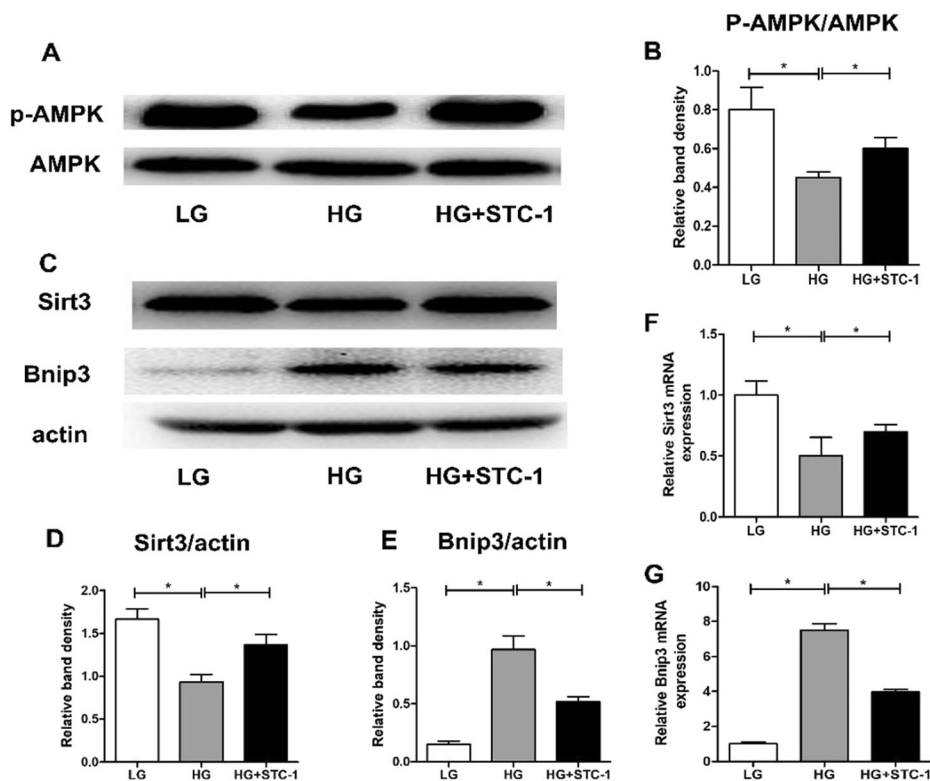 A
p-AMPK
AMPK
LG HG HG+STC-1
P-AMPK/AMPK
B
Relative band density
1.0
0.8
0.6
0.4
0.2
0.0
* *
LG HG HG+STC-1
C
Sirt3
Bnip3
actin
LG HG HG+STC-1
F
Relative Sirt3 mRNA
expression
1.5
1.0
0.5
0.0
* *
LG HG HG+STC-1
D
Sirt3/actin
Relative band density
2.0
1.5
1.0
0.5
0.0
* *
LG HG HG+STC-1
E
Bnip3/actin
Relative band density
1.5
1.0
0.5
0.0
* *
LG HG HG+STC-1
G
Relative Bnip3 mRNA
expression
10
8
6
4
2
0
* *
LG HG HG+STC-1